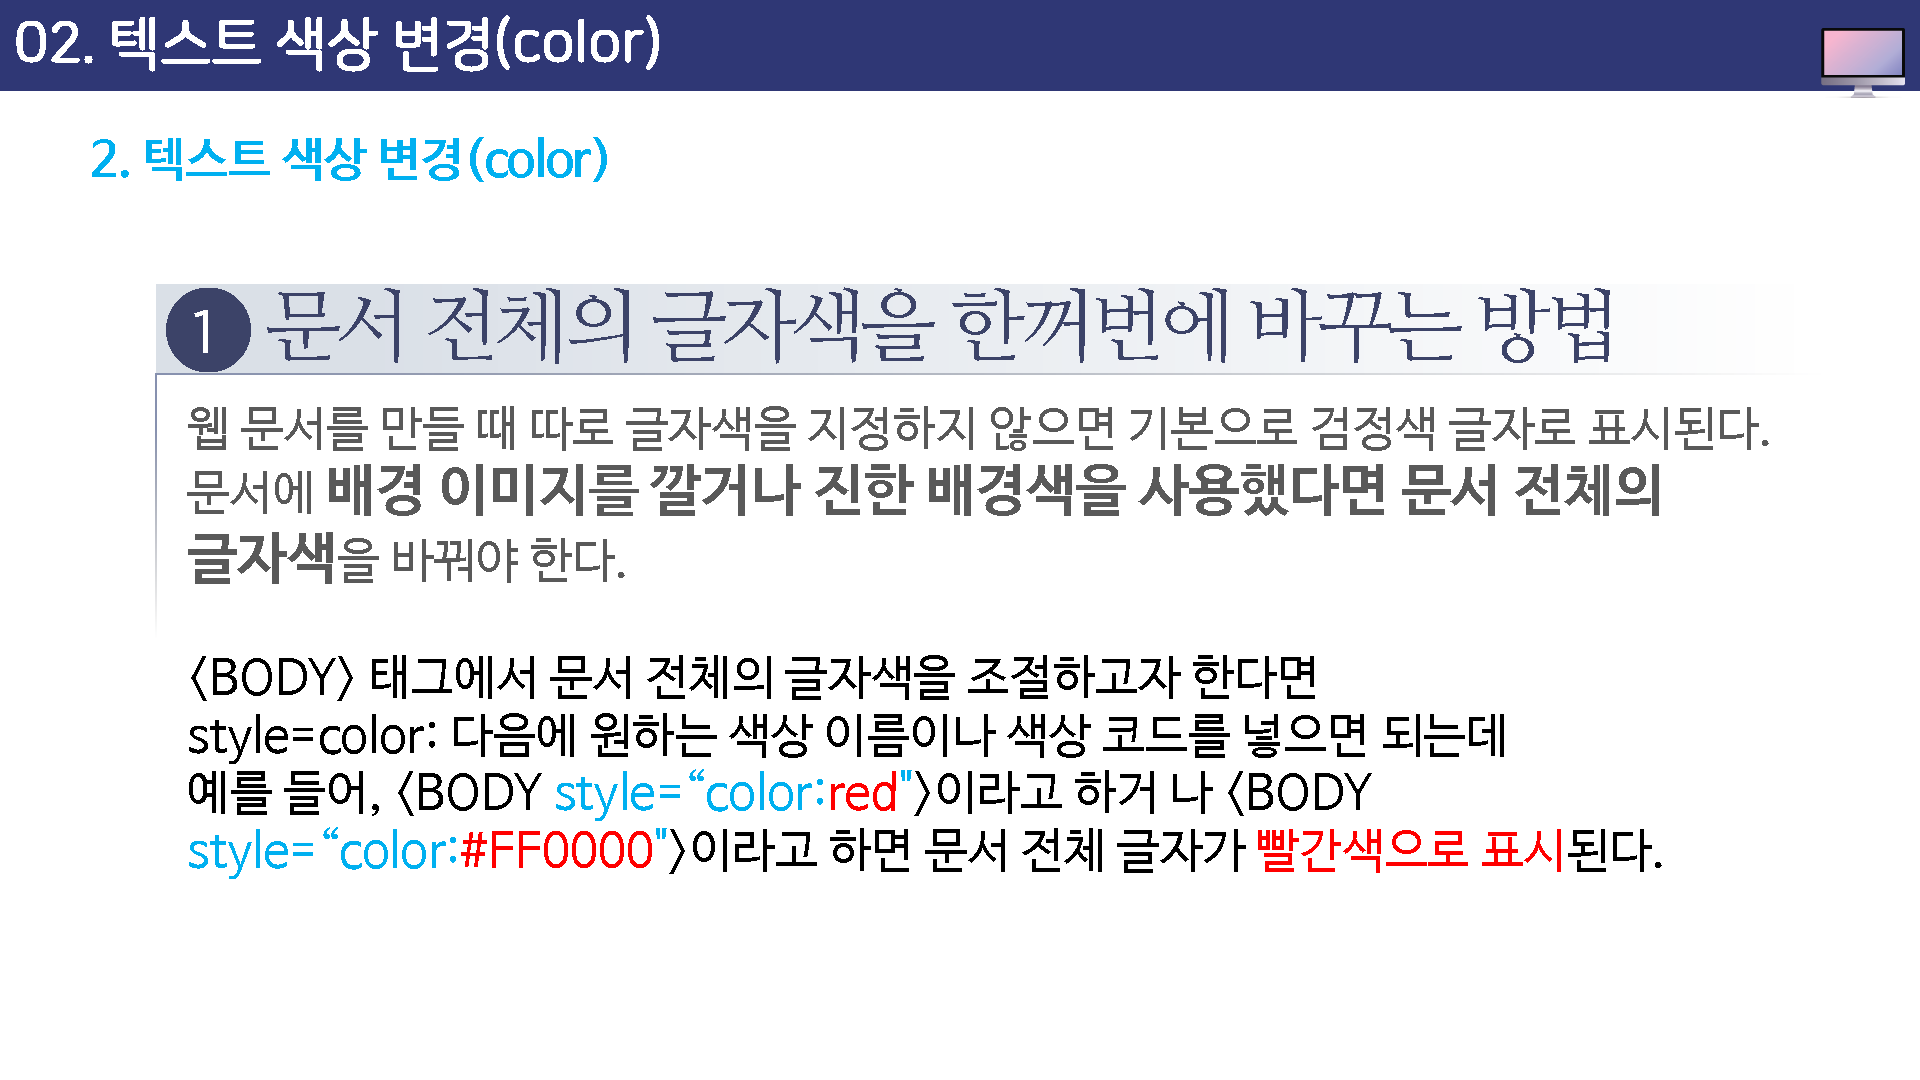 02. 텍스트 색상 변경(color)
2. 텍스트 색상 변경(color)
1 문서 전체의 글자색을 한꺼번에 바꾸는 방법
웹 문서를 만들 때 따로 글자색을 지정하지 않으면 기본으로 검정색 글자로 표시된다.
문서에 배경 이미지를 깔거나 진한 배경색을 사용했다면 문서 전체의
글자색을 바꿔야 한다.
<BODY> 태그에서 문서 전체의 글자색을 조절하고자 한다면
style=color: 다음에 원하는 색상 이름이나 색상 코드를 넣으면 되는데
예를 들어, <BODY style=“color:red"> 이라고 하거 나 <BODY
style=“color:#FF0000">이라고 하면 문서 전체 글자가 빨간색으로 표시된다.